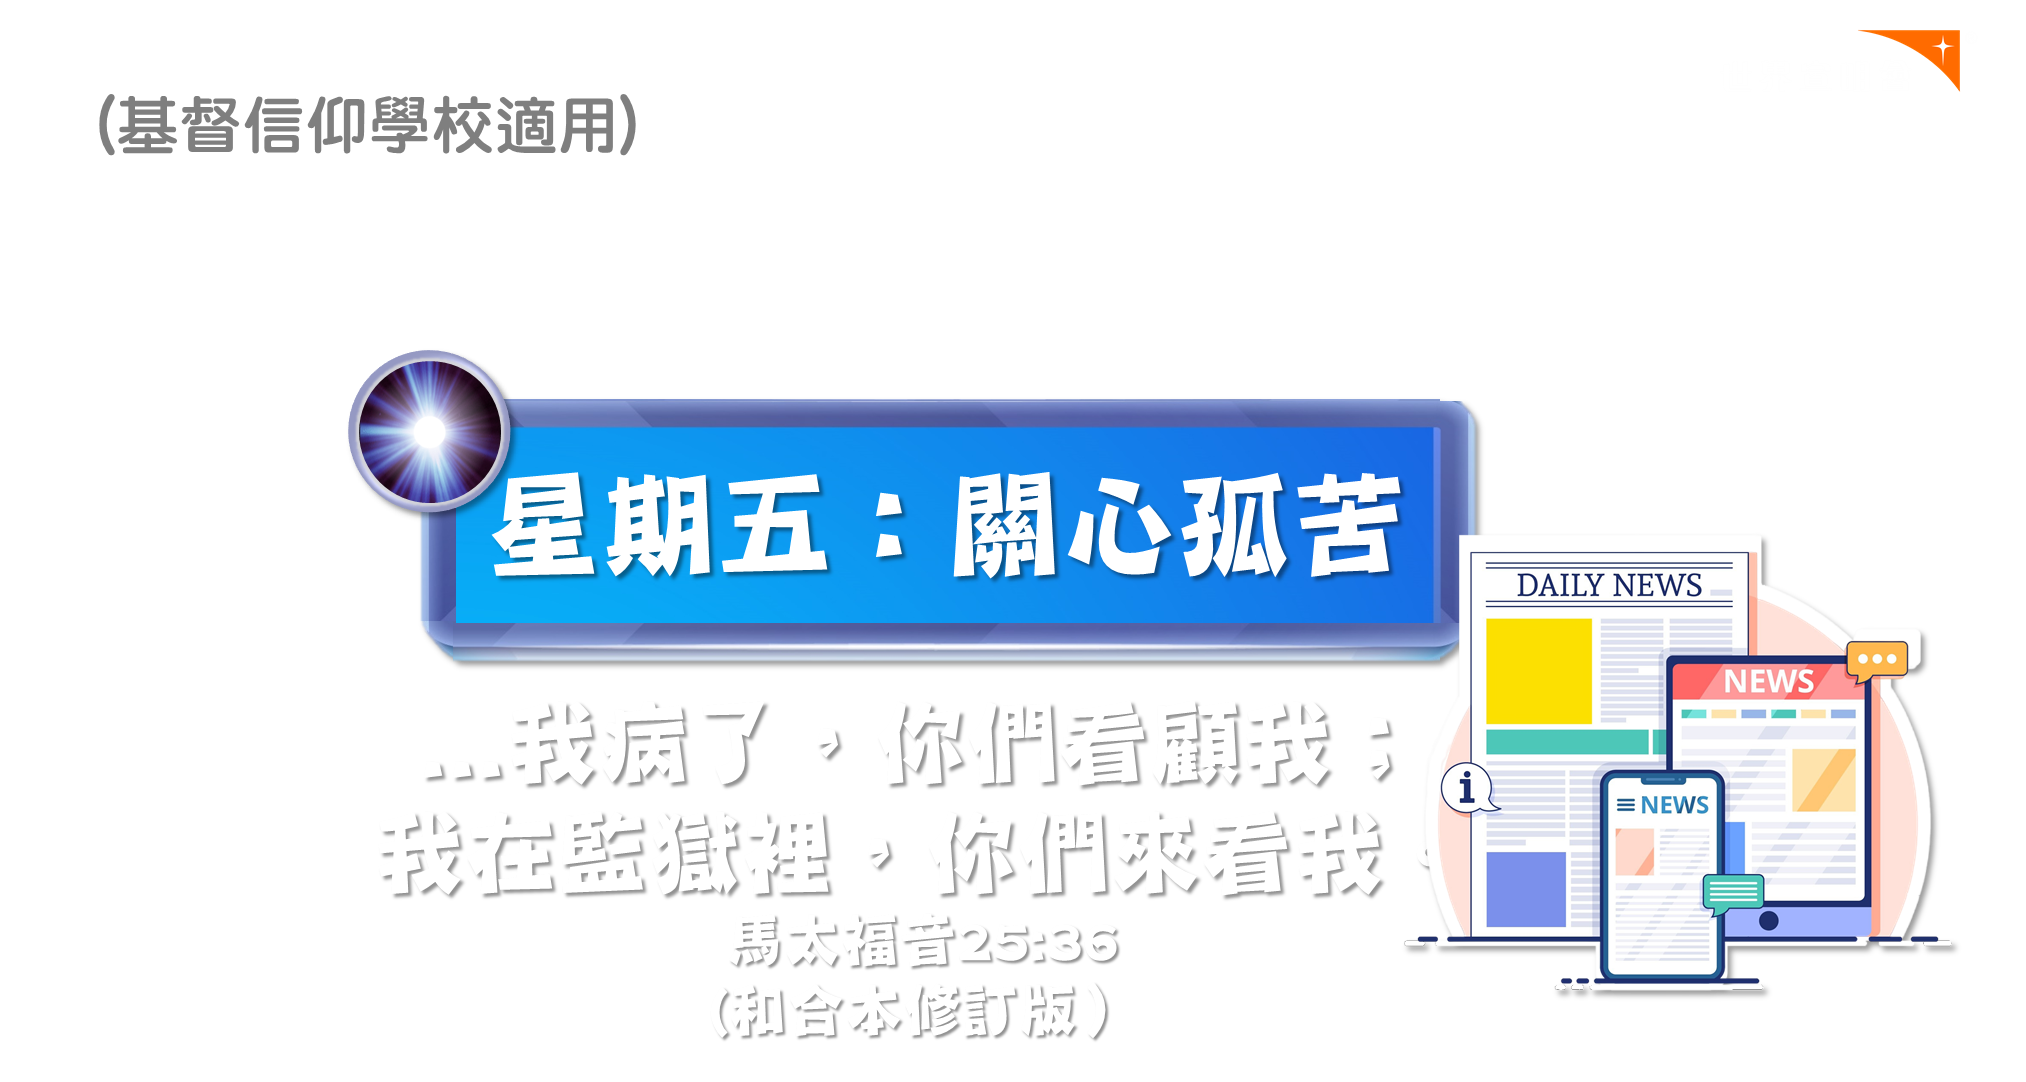 (基督信仰學校適用)
星期五：關心孤苦
...我病了，你們看顧我；
我在監獄裡，你們來看我。
馬太福音25:36
(和合本修訂版)
DAILY NEWS
NEWS
i
NEWS